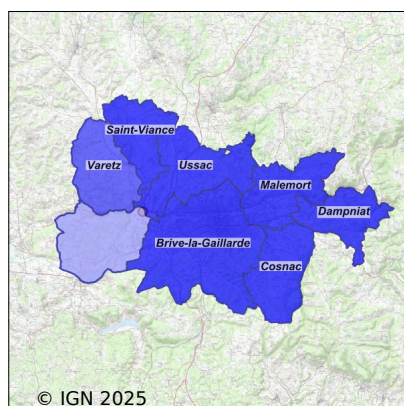 Saint-Viance
Varetz
Ussac
Malemort
Dampniat
Brive-la-Gaillarde
Cosnac
© IGN 2025